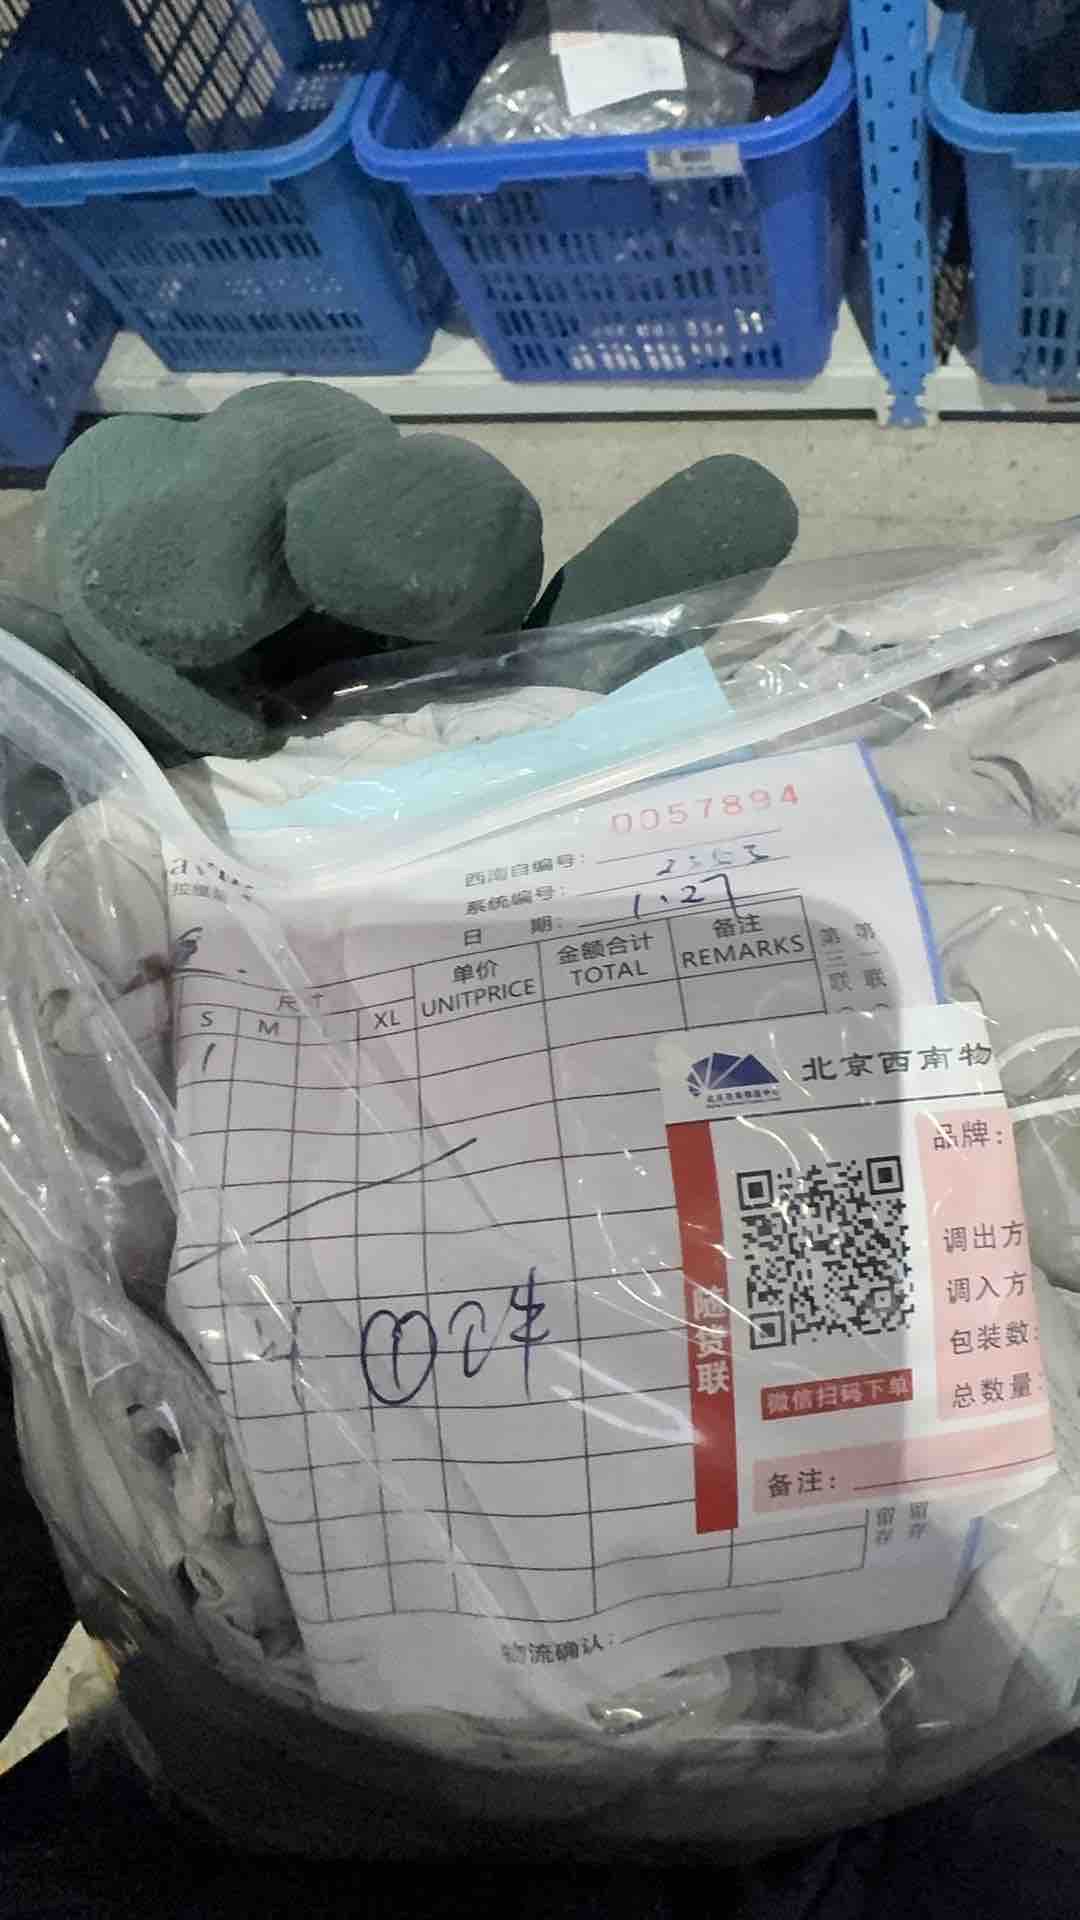 0057894
西南自编号：
系统编号：
日期： 1.27
尺寸
单价
UNITPRICE
金额合计
TOTAL
备注
REMARKS
S M XL
1
第三联
第二联
①件
北京西南物
品牌：
调出方
调入方
包装数：
总数量：
随货联
微信扫码下单
备注：
留存
留存
物流确认：